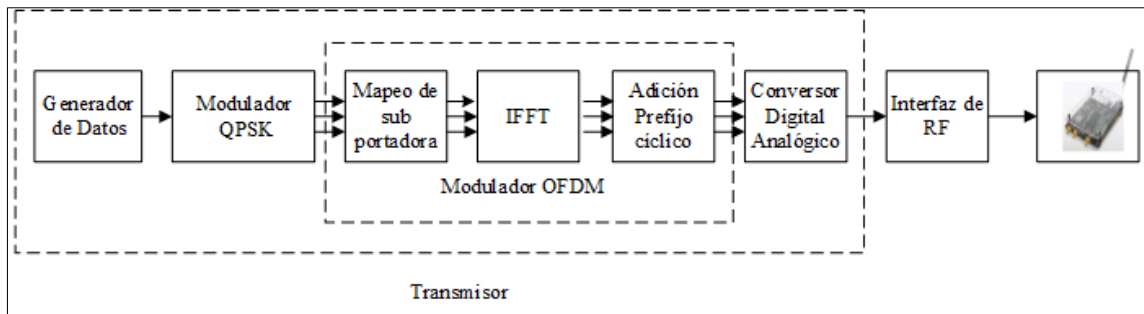 Generador
de Datos
Modulador
QPSK
Mapeo de
sub
portadora
IFFT
Adición
Prefijo
cíclico
Conversor
Digital
Analógico
Interfaz de
RF
Modulador OFDM
Transmisor